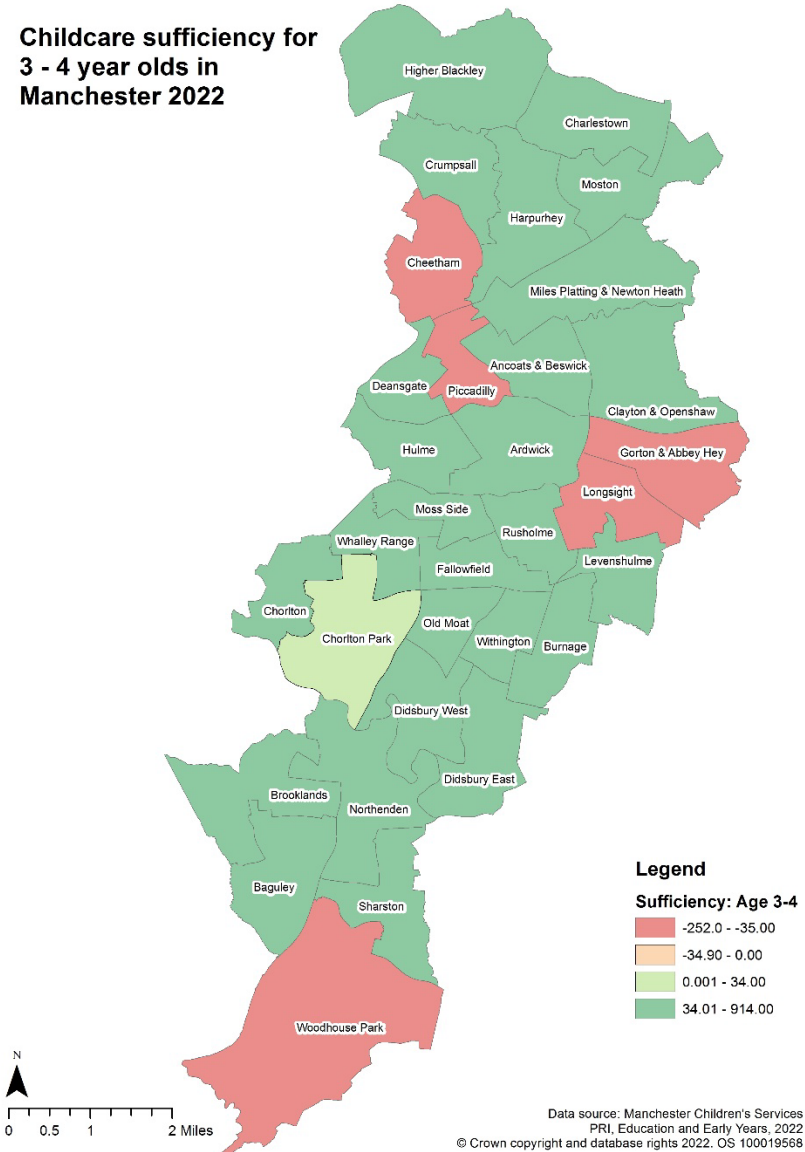 Childcare sufficiency for
3 - 4 year olds in
Manchester 2022
Higher Blackley
Charlestown
Crumpsall
Moston
Harpurhey
Cheetham
Miles Platting & Newton Heath
Ancoats & Beswick
Deansgate
Piccadilly
Clayton & Openshaw
Hulme
Ardwick
Gorton & Abbey Hey
Longsight
Moss Side
Rusholme
Whalley Range
Levenshulme
Fallowfield
Chorlton
Old Moat
Chorlton Park
Withington
Burnage
Didsbury West
Didsbury East
Brooklands
Northenden
Baguley
Sharston
Woodhouse Park
Legend
Sufficiency: Age 3-4
-252.0 - -35.00
-34.90 - 0.00
0.001 - 34.00
34.01 - 914.00
N
0 0.5 1 2 Miles
Data source: Manchester Children's Services
PRI, Education and Early Years, 2022
© Crown copyright and database rights 2022. OS 100019568